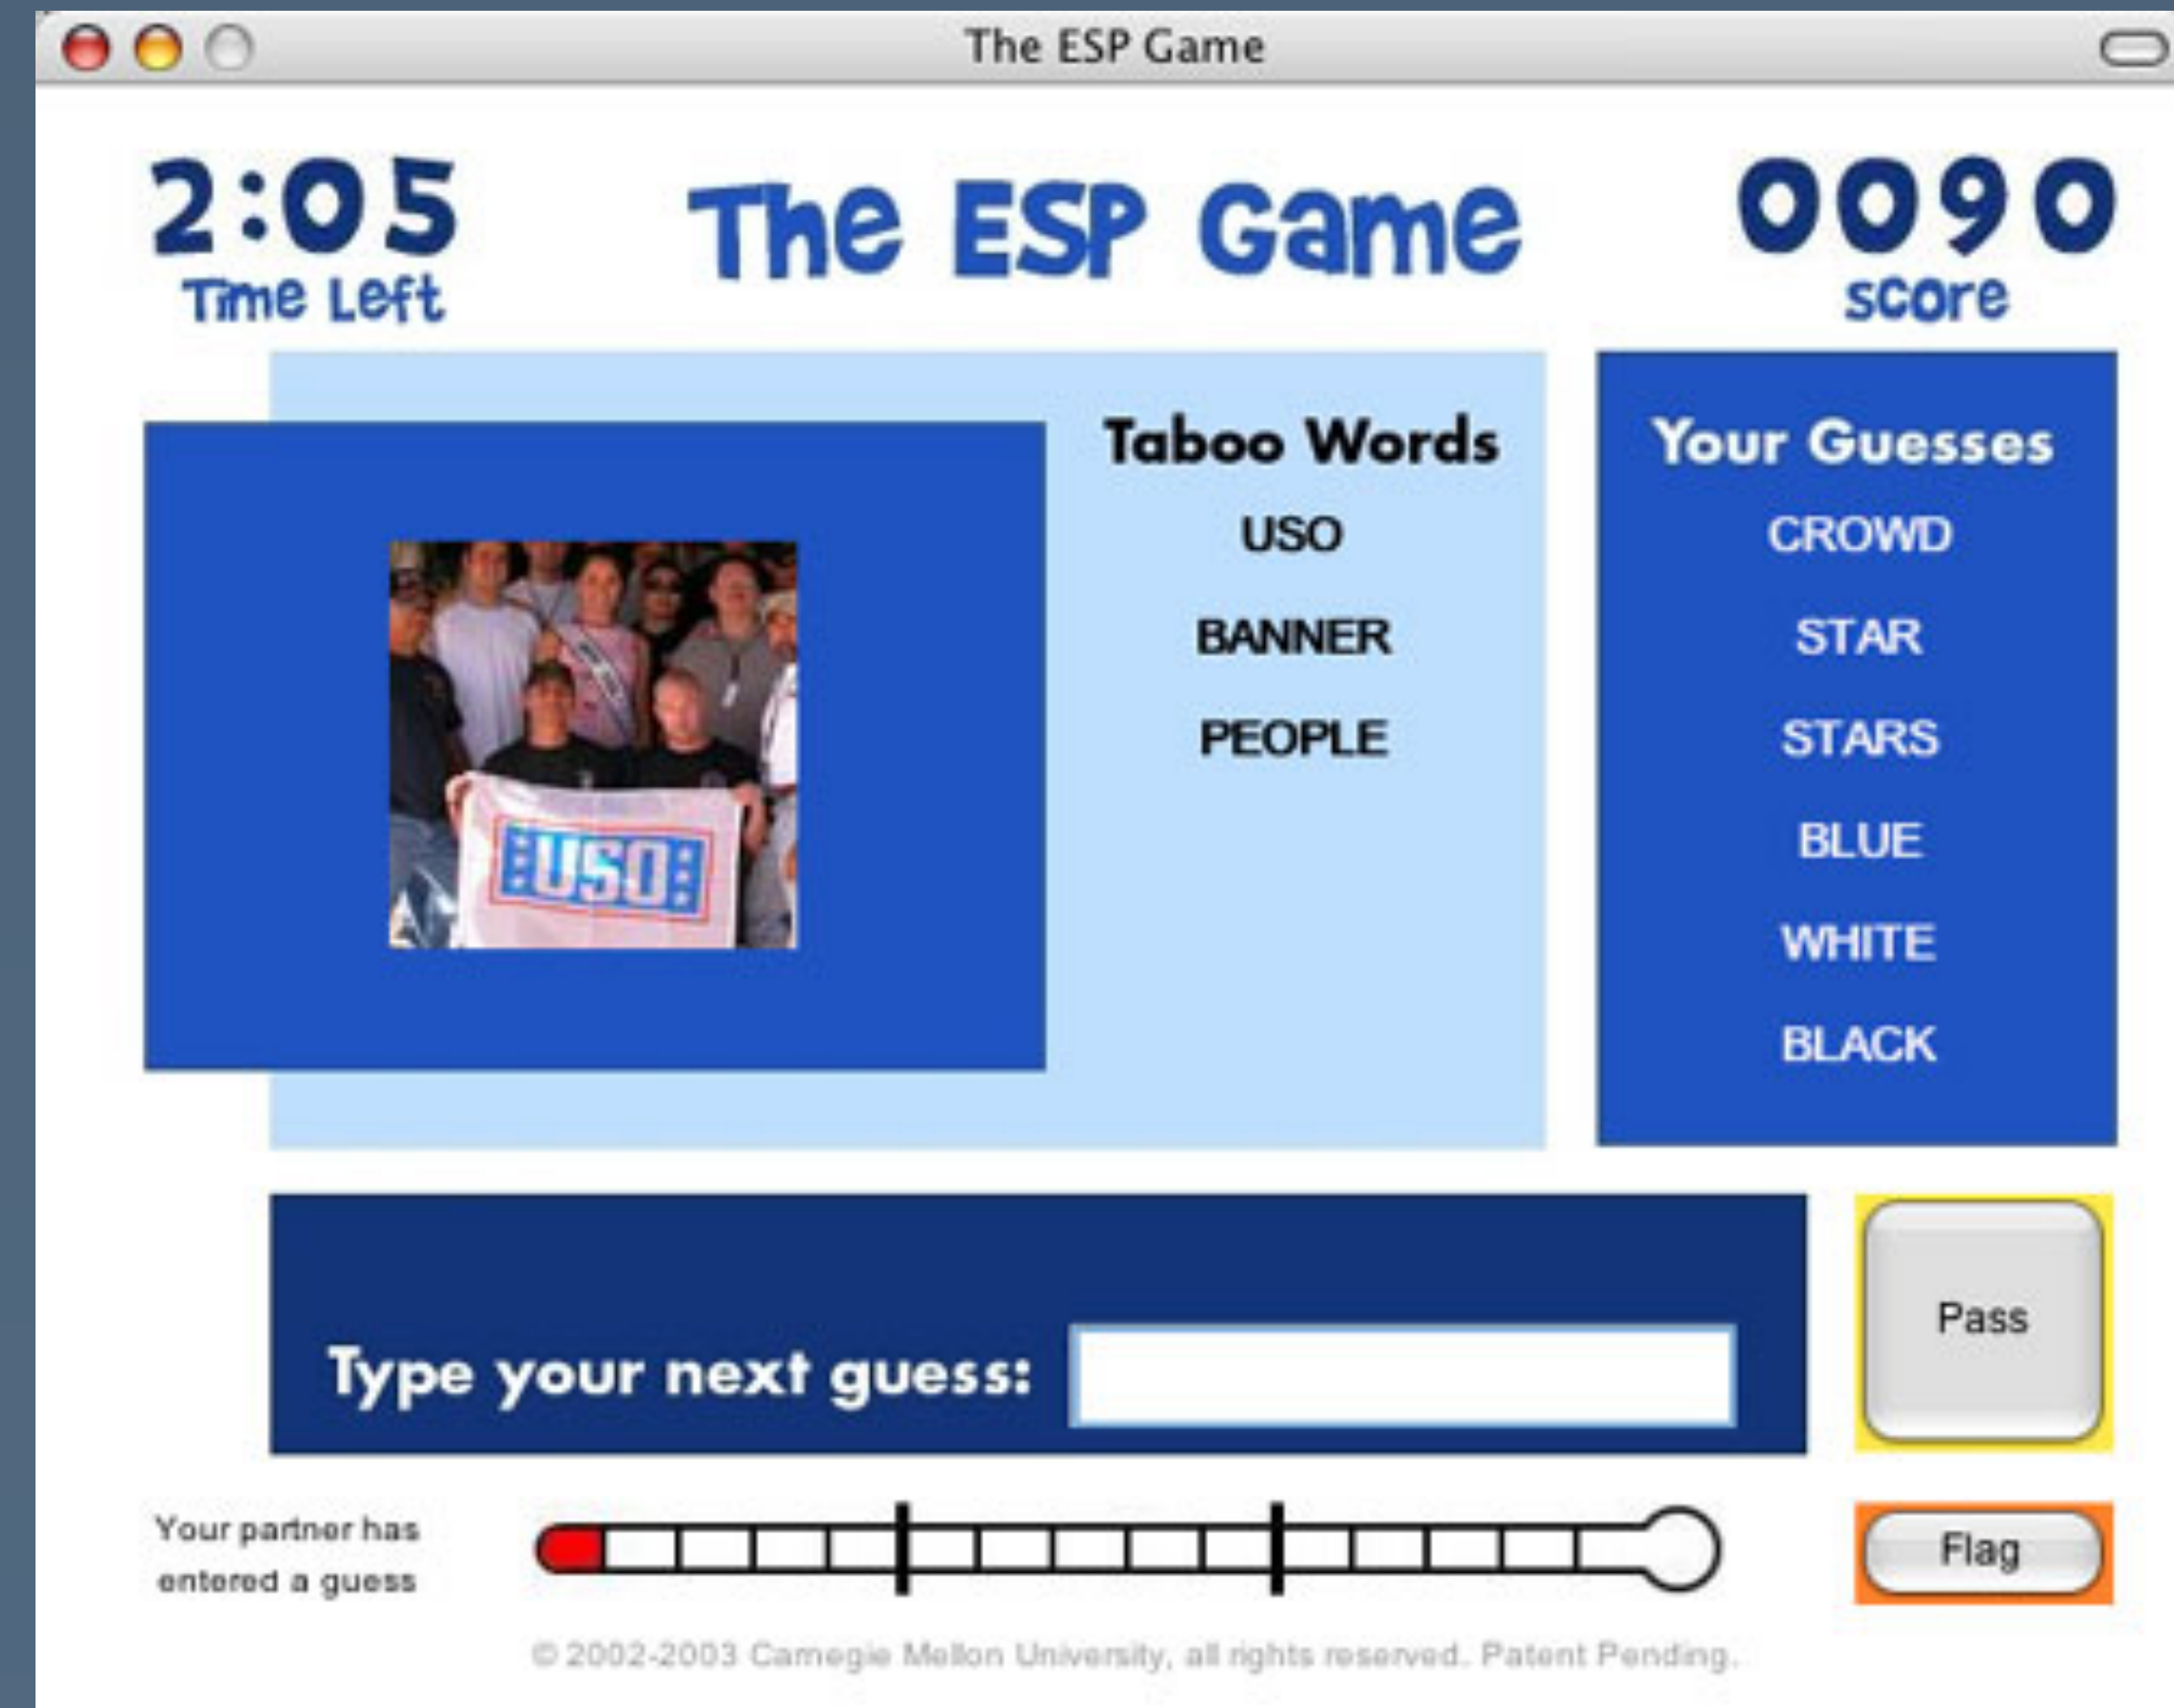 The ESP Game
2:05
Time Left
The ESP Game
0090
score
Taboo Words
USO
BANNER
PEOPLE
Your Guesses
CROWD
STAR
STARS
BLUE
WHITE
BLACK
USO
Type your next guess:
Pass
Your partner has
entered a guess
Flag
© 2002-2003 Carnegie Mellon University, all rights reserved. Patent Pending.